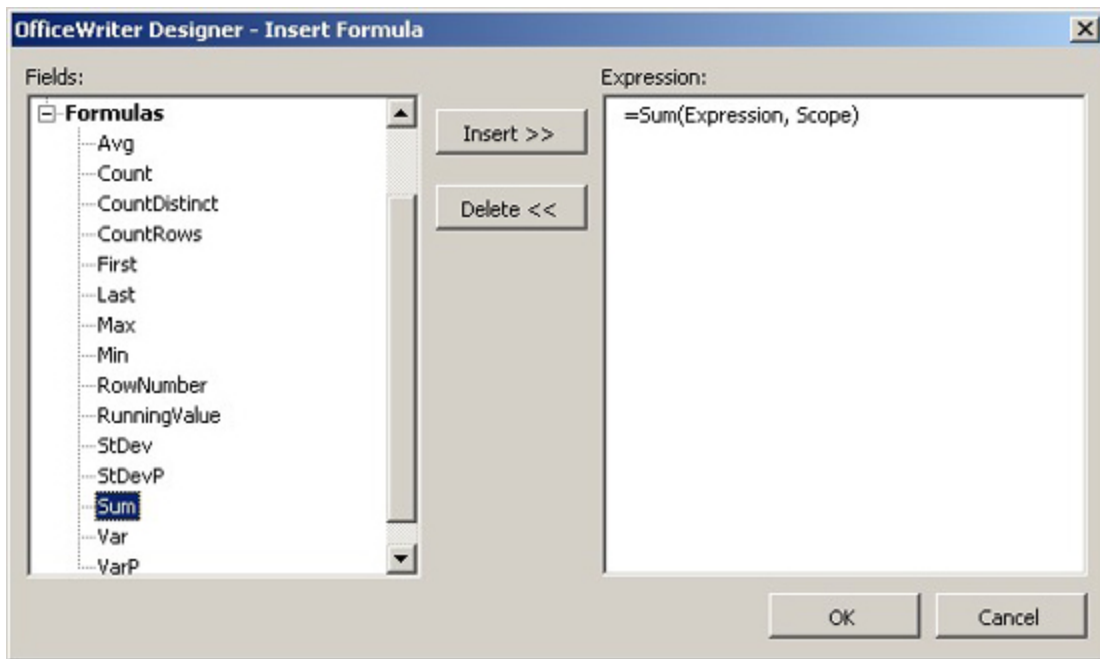 OfficeWriter Designer - Insert Formula
Fields:
Formulas
Avg
Count
CountDistinct
CountRows
First
Last
Max
Min
RowNumber
RunningValue
StDev
StDevP
Sum
Var
VarP
Insert >>
Delete <<
Expression:
=Sum(Expression, Scope)
OK
Cancel